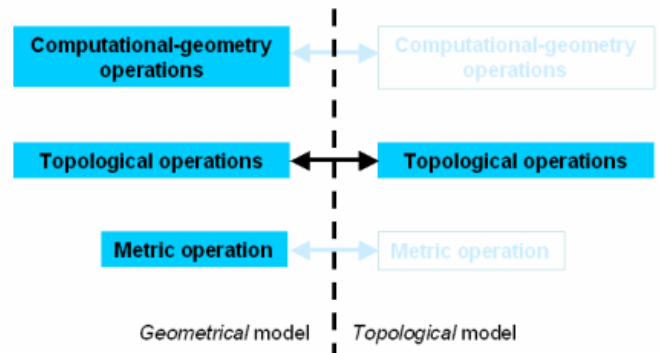 Computational-geometry
operations
Computational-geometry
operations
Topological operations
Topological operations
Metric operation
Metric operation
Geometrical model
Topological model